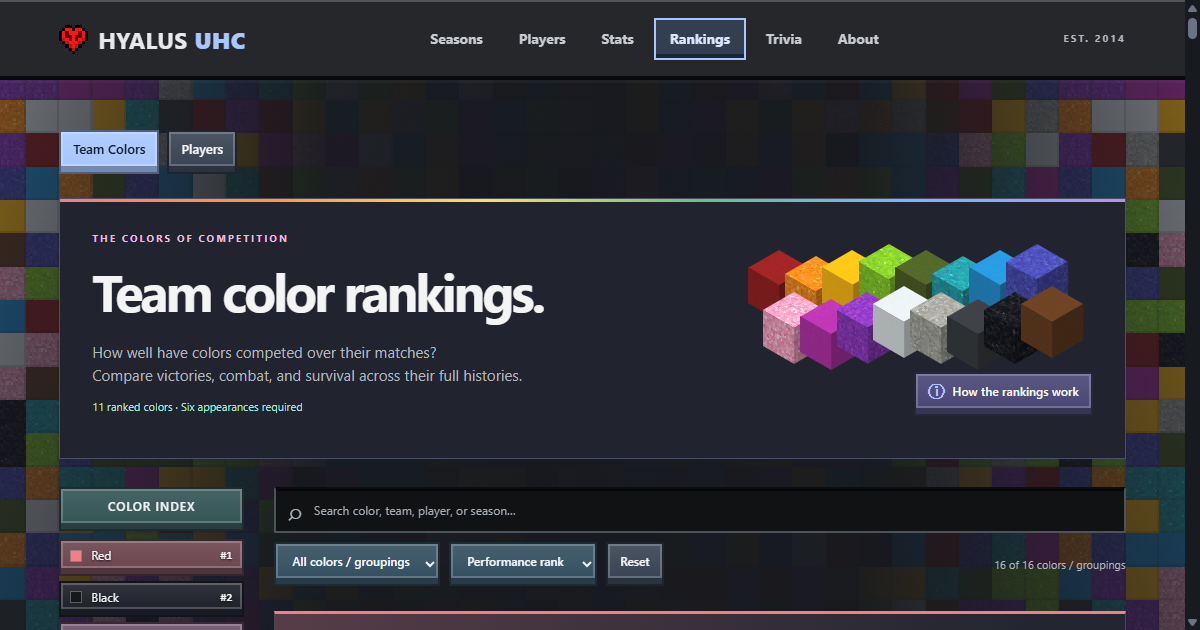 HYALUS UHC
Seasons
Players
Stats
Rankings
Trivia
About
EST. 2014
Team Colors
Players
THE COLORS OF COMPETITION
Team color rankings.
How well have colors competed over their matches?
Compare victories, combat, and survival across their full histories.
11 ranked colors · Six appearances required
How the rankings work
COLOR INDEX
Red #1
Black #2
Search color, team, player, or season...
All colors / groupings
Performance rank
Reset
16 of 16 colors / groupings